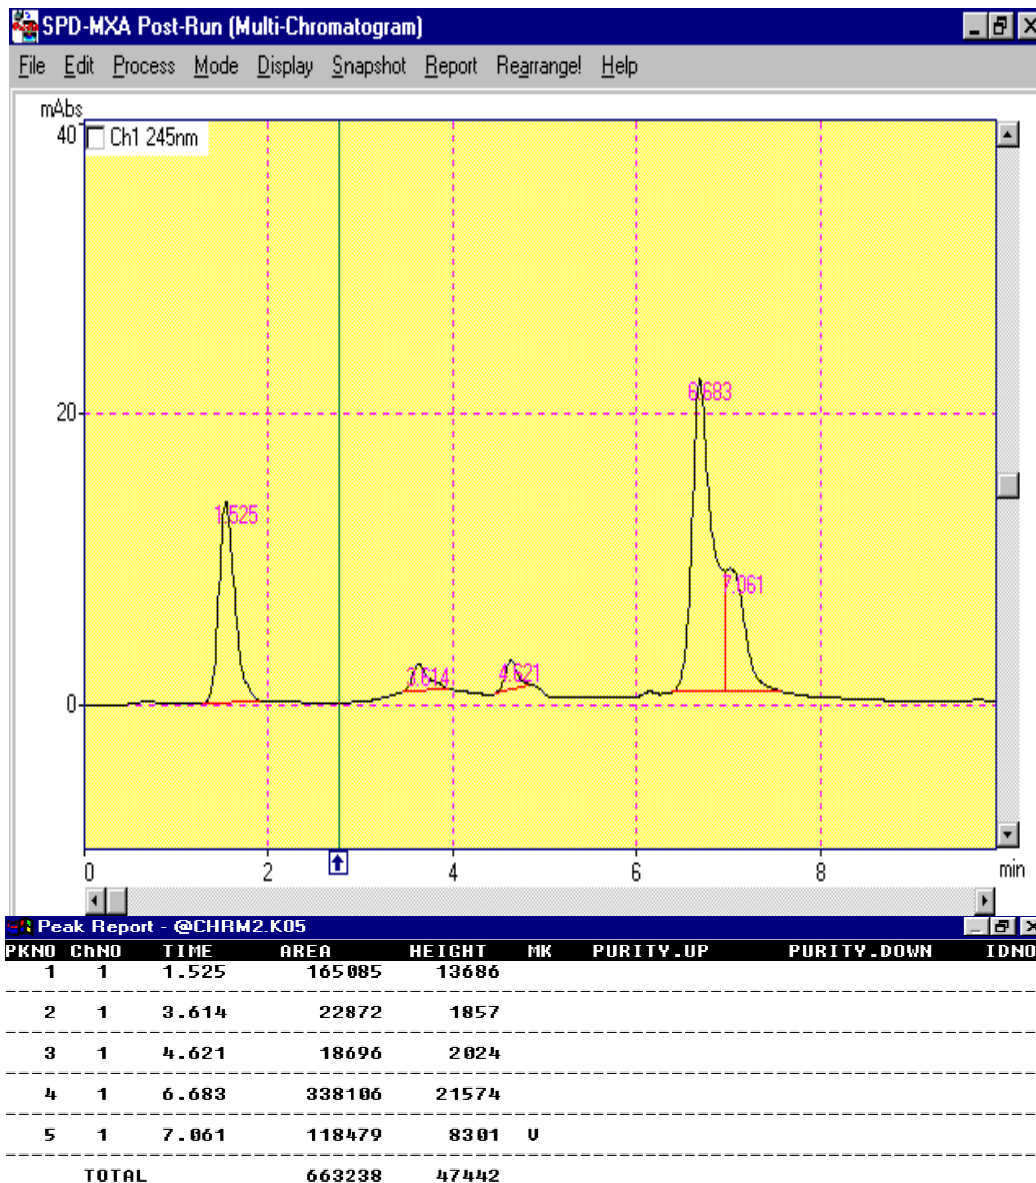 SPD-MXA Post-Run (Multi-Chromatogram)
File Edit Process Mode Display Snapshot Report Rearrange! Help
mAbs
40
Ch1 245nm
6.683
20
1.525
7.061
3.614
4.621
0
0 2 4 6 8 min
Peak Report - @CHRM2.K05
PKNO ChNO TIME AREA HEIGHT MK PURITY.UP PURITY.DOWN IDNO
1 1 1.525 165085 13686
2 1 3.614 22872 1857
3 1 4.621 18696 2024
4 1 6.683 338106 21574
5 1 7.061 118479 8301 V
TOTAL 663238 47442